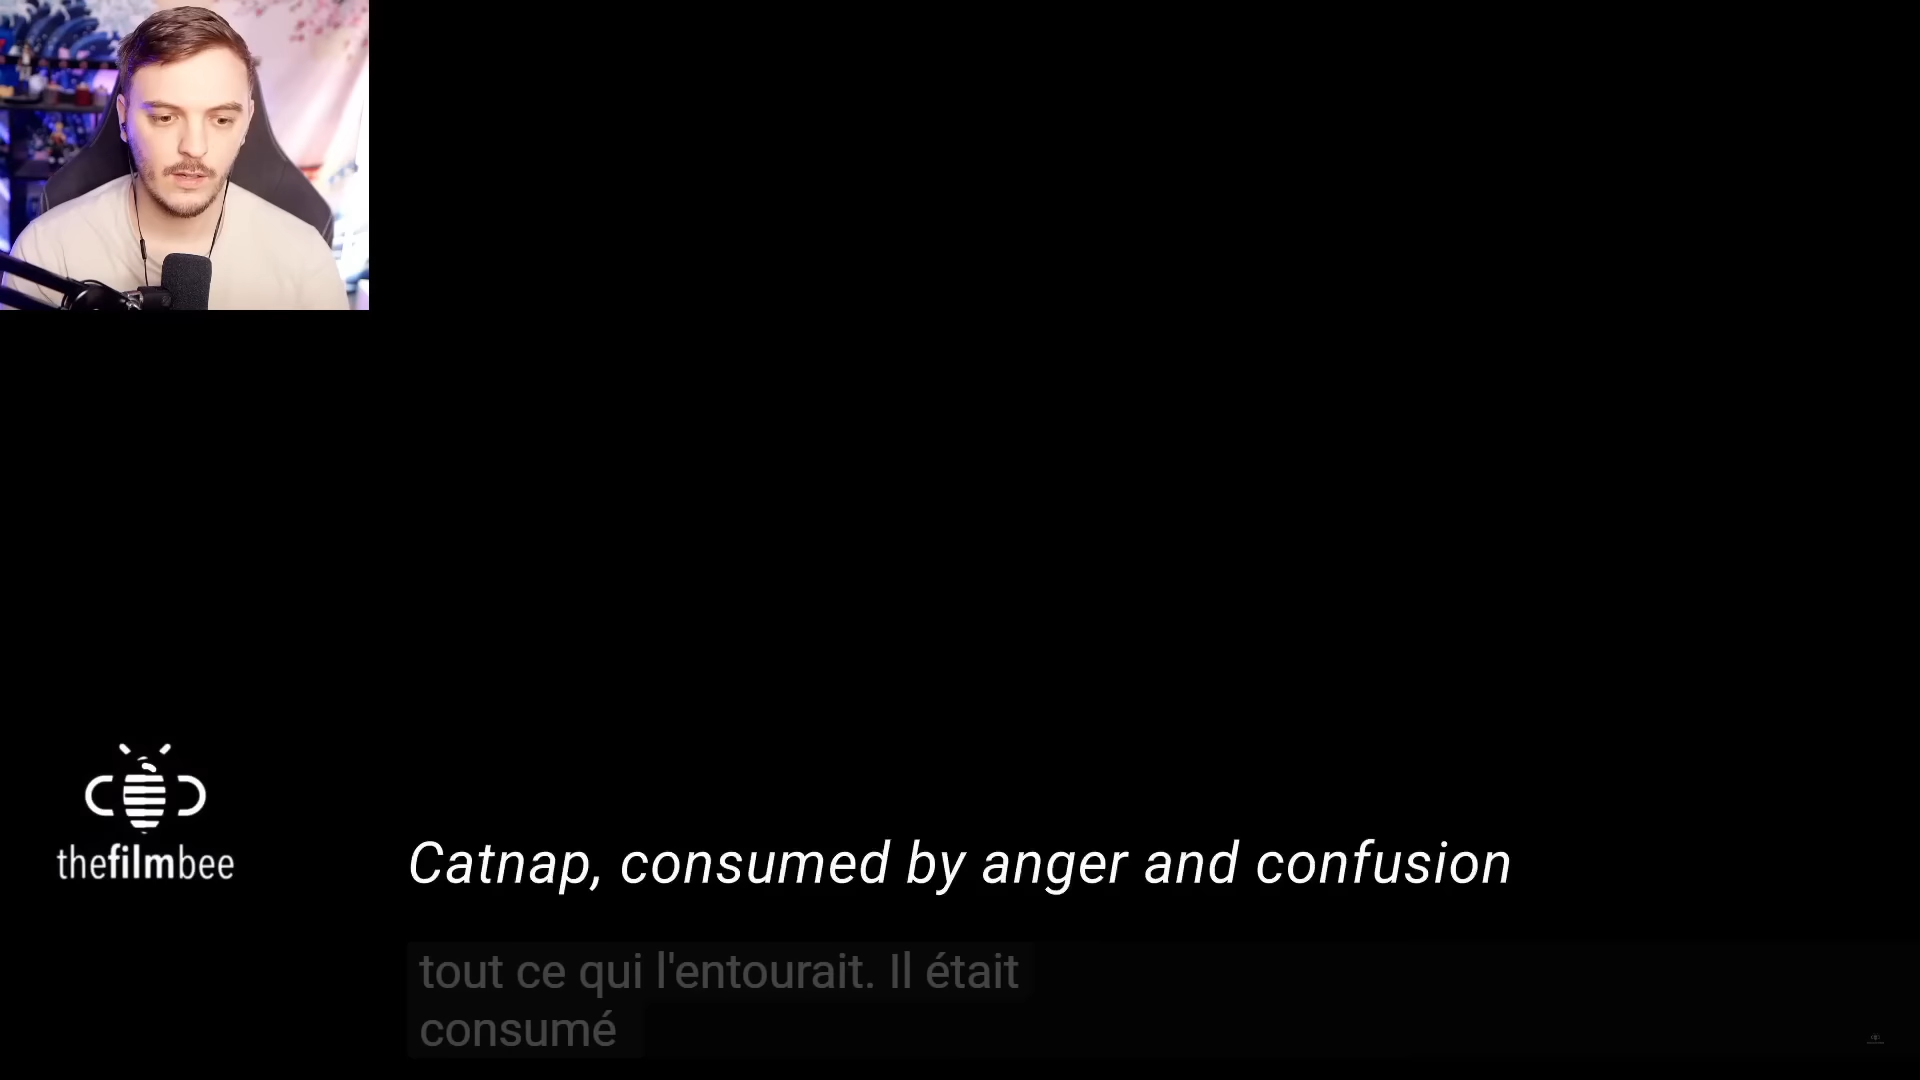 thefilmbee
Catnap, consumed by anger and confusion
tout ce qui l'entourait. Il était
consumé